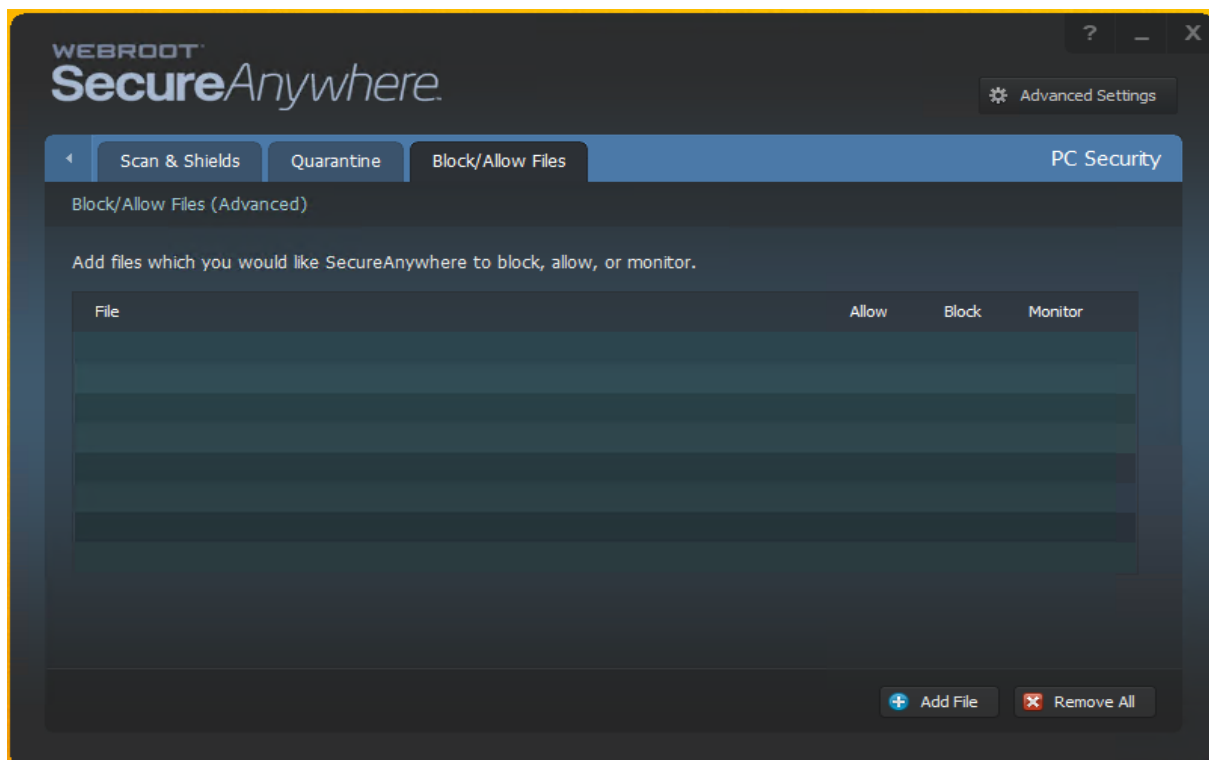 ? _ X
WEBROOT
SecureAnywhere.
Advanced Settings
Scan & Shields Quarantine Block/Allow Files PC Security
Block/Allow Files (Advanced)
Add files which you would like SecureAnywhere to block, allow, or monitor.
File Allow Block Monitor
Add File Remove All